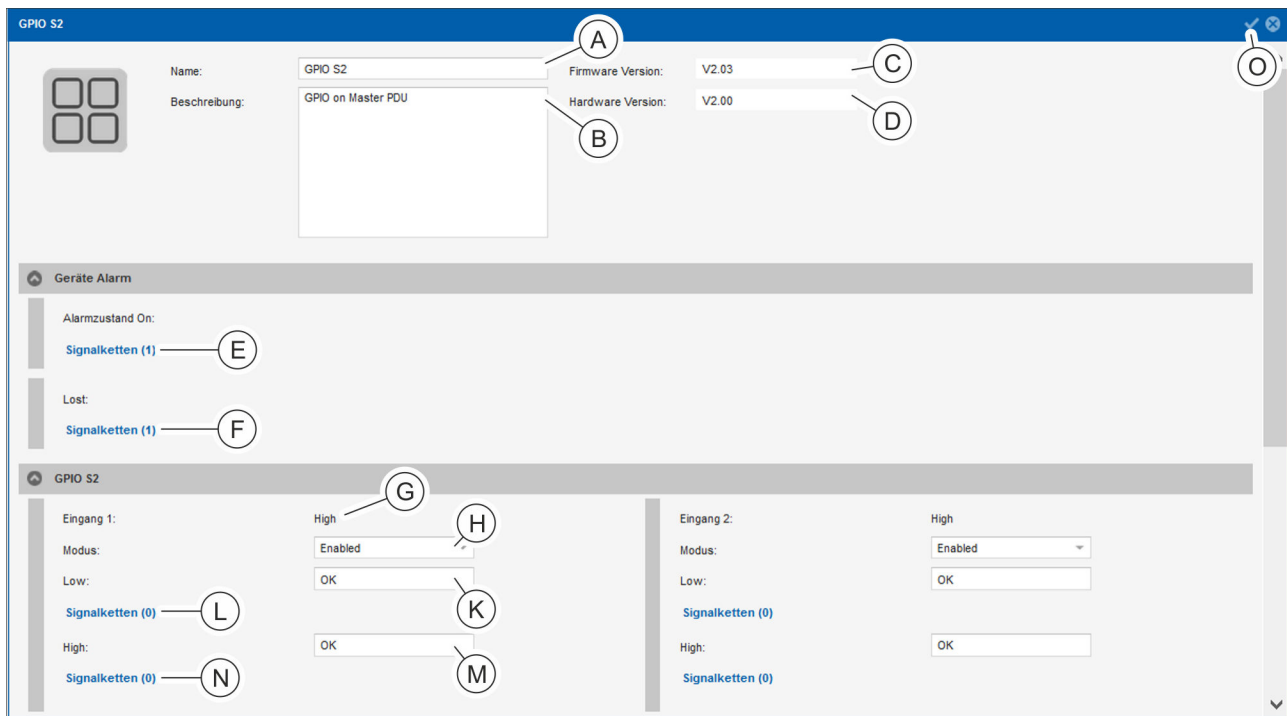 GPIO S2
A
O
Name: GPIO S2 Firmware Version: V2.03
C
Beschreibung: GPIO on Master PDU Hardware Version: V2.00
B
D
Geräte Alarm
Alarmzustand On:
Signalketten (1) E
Lost:
Signalketten (1) F
GPIO S2
G
Eingang 1: High
H
Modus: Enabled
Low: OK
K
Signalketten (0) L
High: OK
M
Signalketten (0) N
Eingang 2: High
Modus: Enabled
Low: OK
Signalketten (0)
High: OK
Signalketten (0)